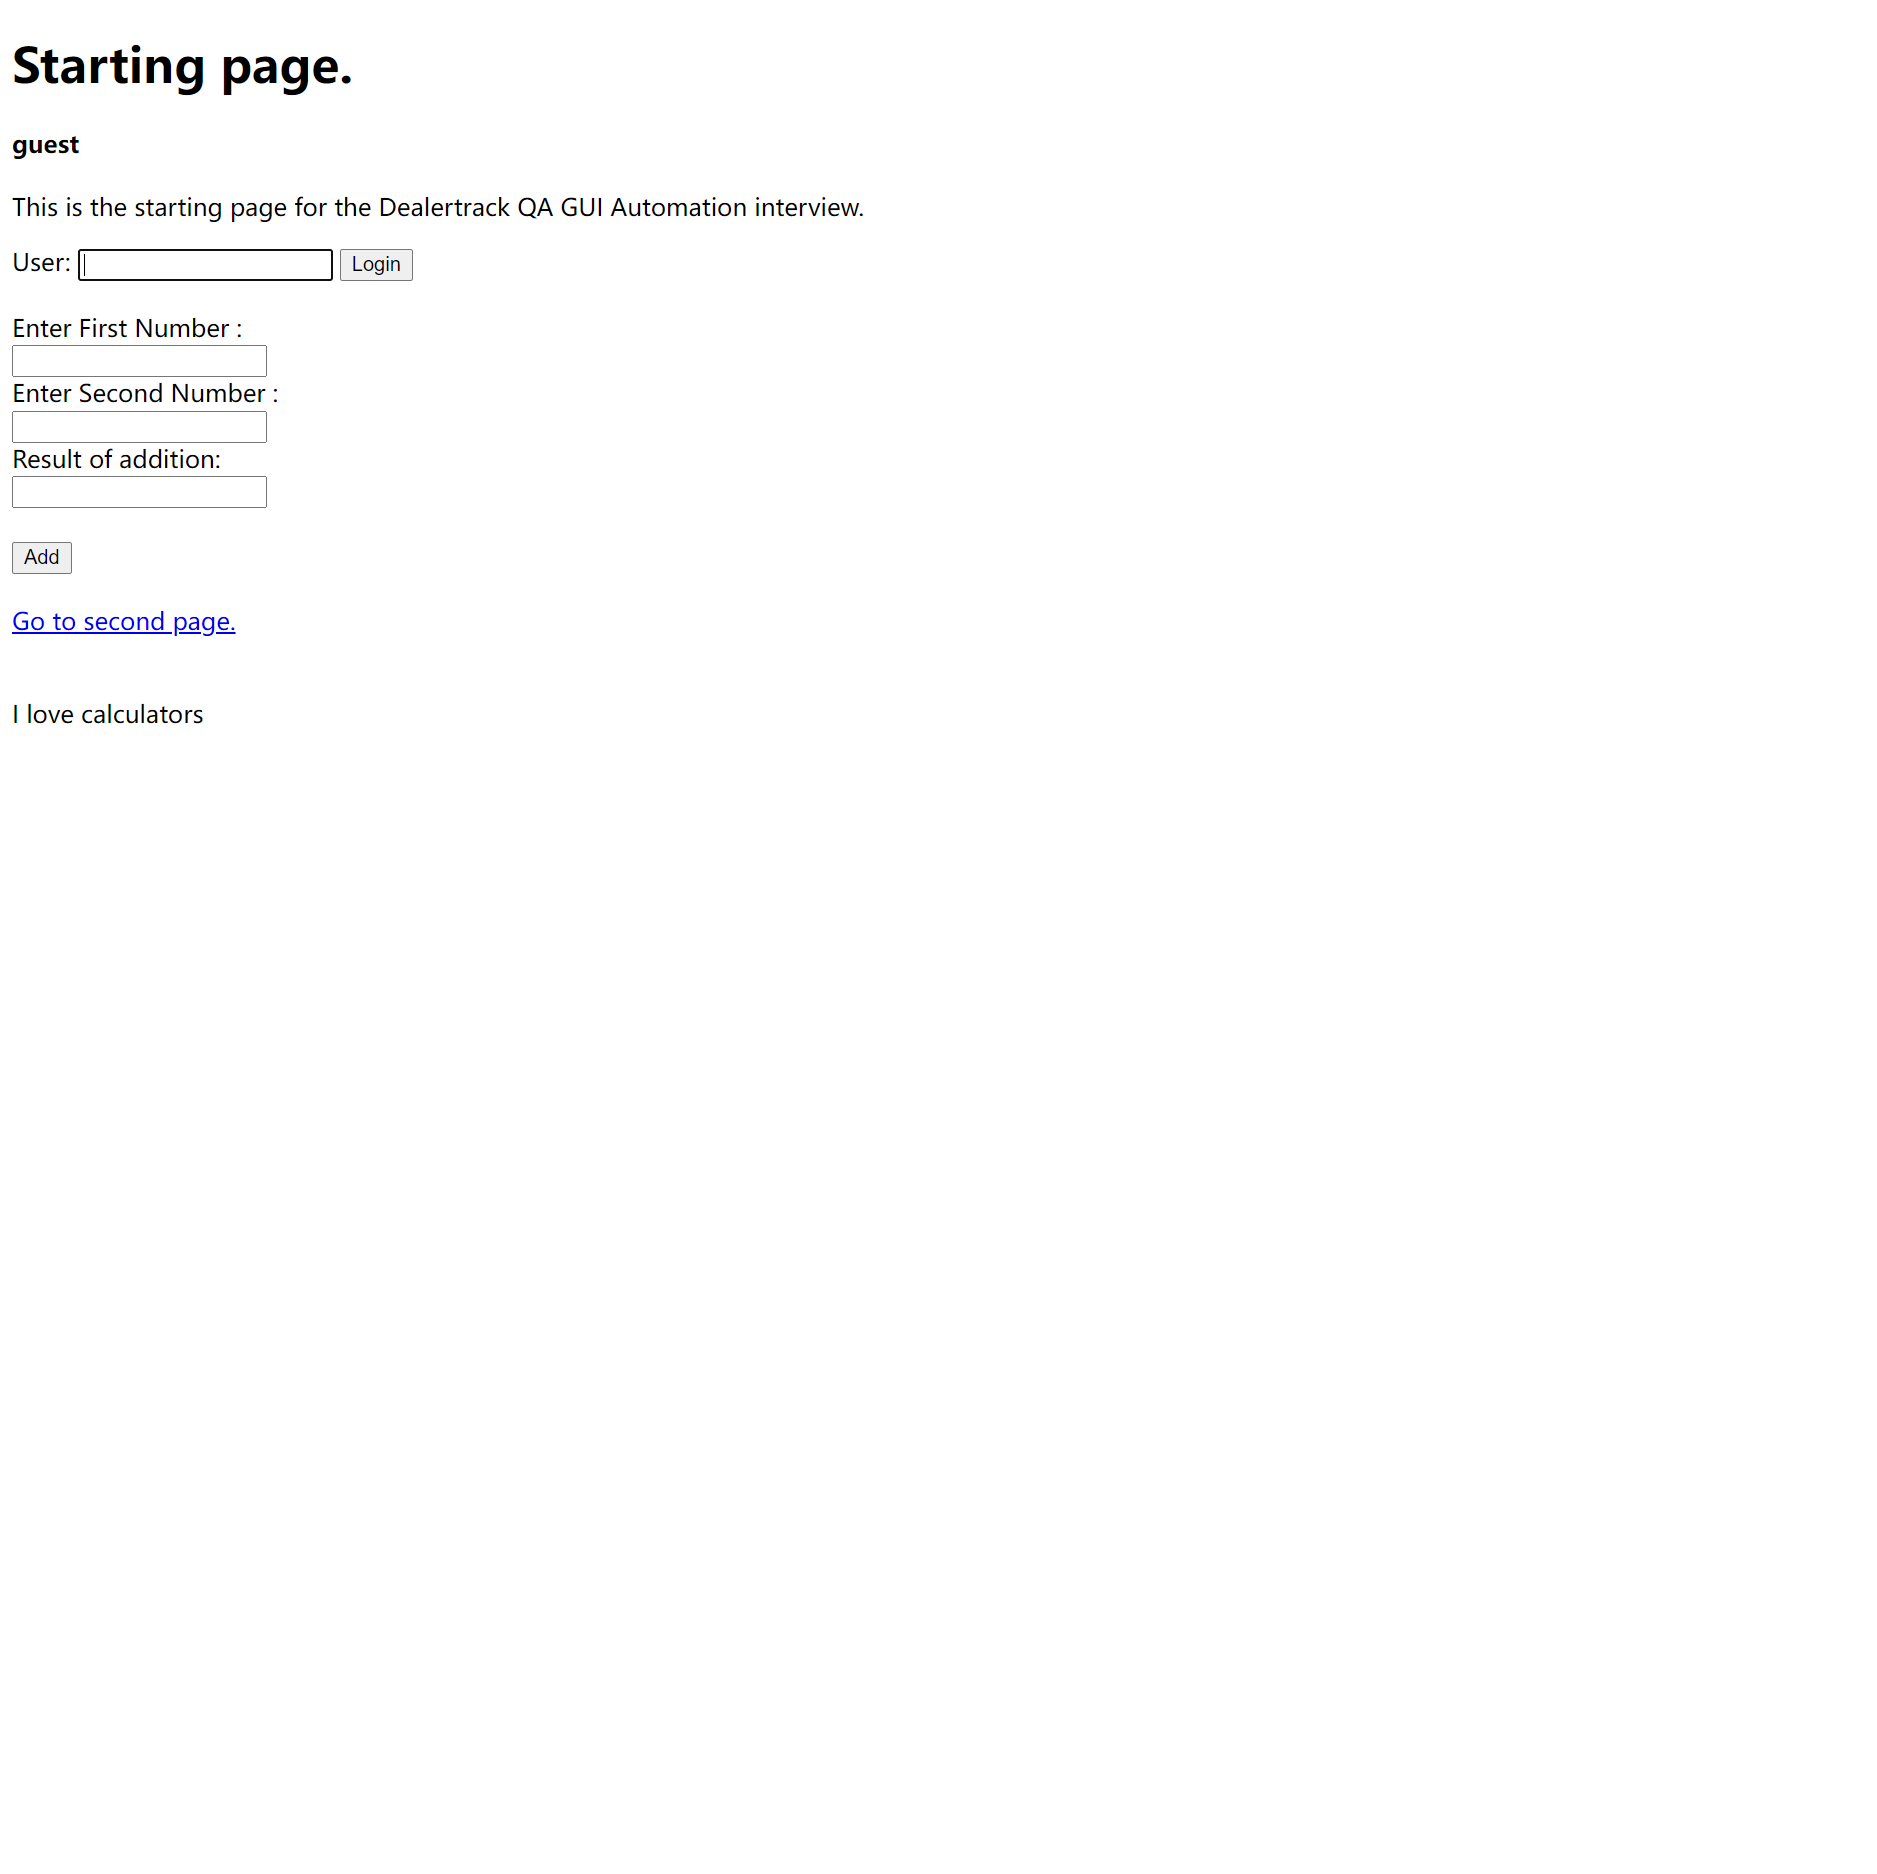 Starting page.
guest
This is the starting page for the Dealertrack QA GUI Automation interview.
User: Login
Enter First Number :
Enter Second Number :
Result of addition:
Add
Go to second page.
I love calculators